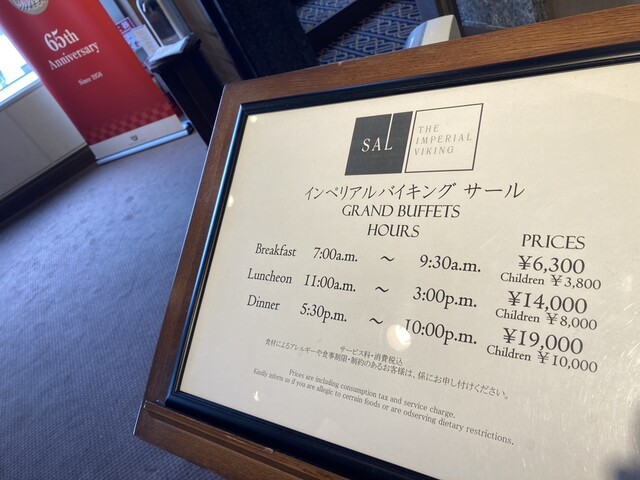 65th
Anniversary
Since 1958
SAL
THE
IMPERIAL
VIKING
インペリアルバイキング サール
GRAND BUFFETS
HOURS
PRICES
Breakfast 7:00a.m. ~ 9:30a.m. ¥6,300
Children ¥3,800
Luncheon 11:00a.m. ~ 3:00p.m. ¥14,000
Children ¥8,000
Dinner 5:30p.m. ~ 10:00p.m. ¥19,000
Children ¥10,000
サービス料・消費税込
食材によるアレルギーや食事制限・制約のあるお客様は、係にお申し付けください。
Prices are including consumption tax and service charge.
Kindly inform us if you are allegic to cerrain foods or are odserving dietary restrictions.